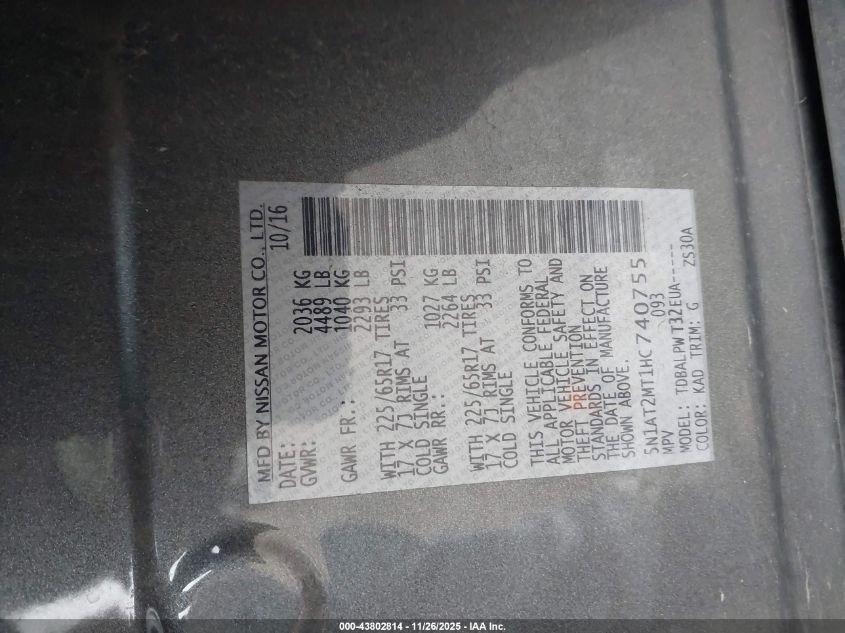 MFD BY NISSAN MOTOR CO., LTD.
DATE: 10/16
GVWR: 2036 KG
4489 LB
GAWR FR.: 1040 KG
2293 LB
WITH 225/65R17 TIRES
17 X 7J RIMS AT 33 PSI
COLD SINGLE
GAWR RR.: 1027 KG
2264 LB
WITH 225/65R17 TIRES
17 X 7J RIMS AT 33 PSI
COLD SINGLE
THIS VEHICLE CONFORMS TO
ALL APPLICABLE FEDERAL
MOTOR VEHICLE SAFETY AND
THEFT PREVENTION
STANDARDS IN EFFECT ON
THE DATE OF MANUFACTURE
SHOWN ABOVE.
5N1AT2MT1HC740755
MPV 093
MODEL: TDBALPWT32EUA-----
COLOR: KAD TRIM: G ZS30A
000-43802814 - 11/26/2025 - IAA Inc.